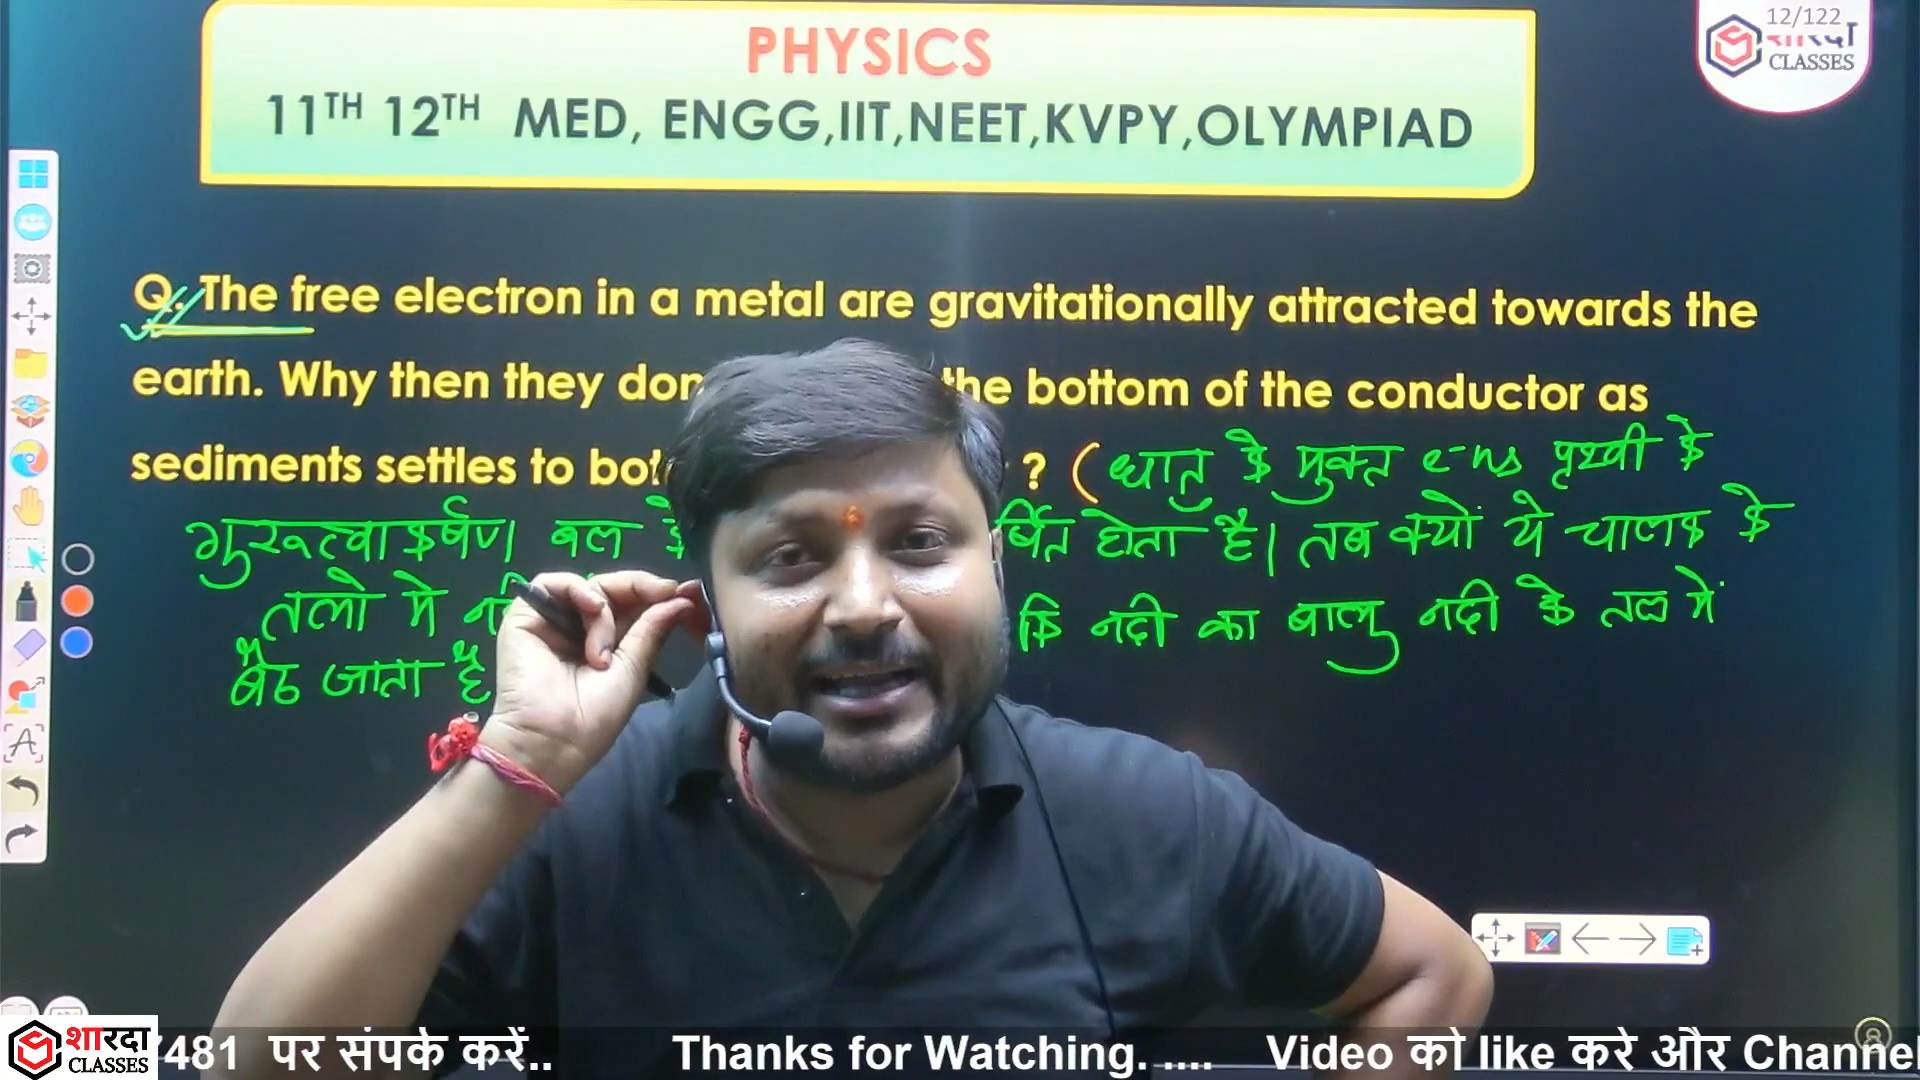 PHYSICS
11TH 12TH MED, ENGG,IIT,NEET,KVPY,OLYMPIAD
12/122
शारदा
CLASSES
Q. The free electron in a metal are gravitationally attracted towards the
earth. Why then they don the bottom of the conductor as
sediments settles to bot ? (धातु के मुक्त e-ns पृथ्वी के
गुरूत्वाकर्षण बल के र्षित होता है। तब क्यों ये चालक के
तलो मे कि नदी का बालू नदी के तल में
बैठ जाता है
शारदा
CLASSES
7481 पर संपर्क करें.. Thanks for Watching. .... Video को like करे और Channel